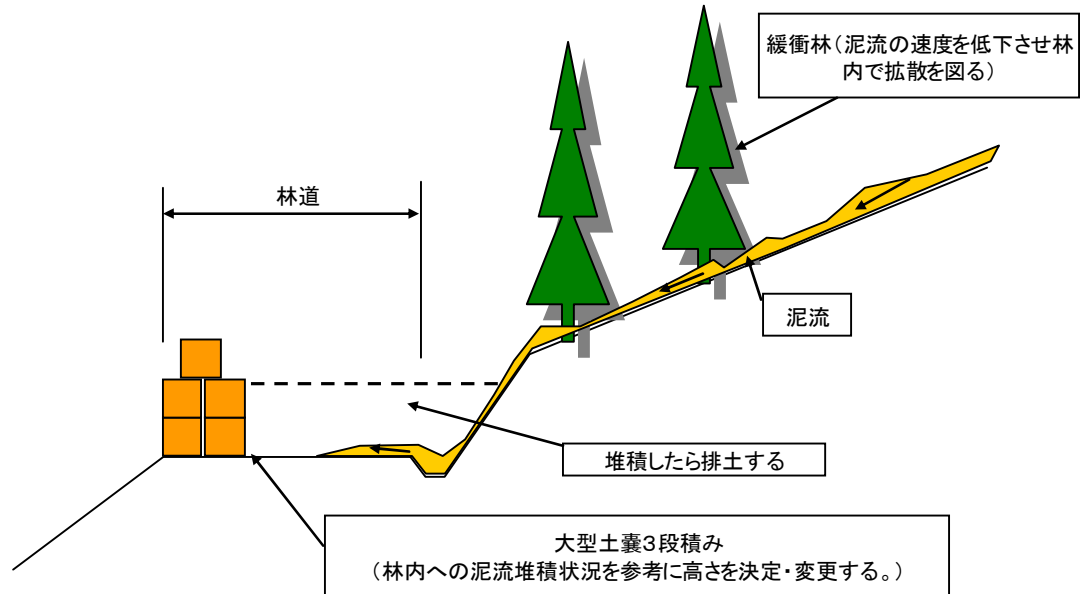 緩衝林（泥流の速度を低下させ林
内で拡散を図る）
林道
泥流
堆積したら排土する
大型土嚢３段積み
（林内への泥流堆積状況を参考に高さを決定・変更する。）